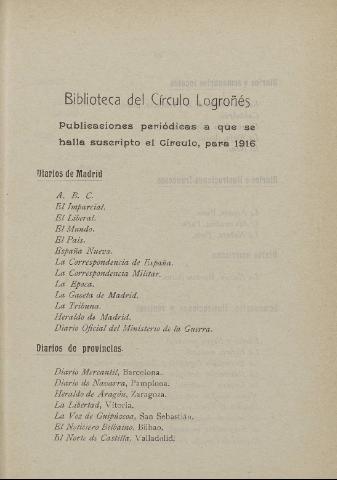 Biblioteca del Círculo Logroñés
Publicaciones periódicas a que se
halla suscripto el Círculo, para 1916
Diarios de Madrid
A. B. C.
El Imparcial.
El Liberal.
El Mundo.
El País.
España Nueva.
La Correspondencia de España.
La Correspondencia Militar.
La Epoca.
La Gaceta de Madrid.
La Tribuna.
Heraldo de Madrid.
Diario Oficial del Ministerio de la Guerra.
Diarios de provincias.
Diario Mercantil, Barcelona.
Diario de Navarra, Pamplona.
Heraldo de Aragón, Zaragoza.
La Libertad, Vitoria.
La Voz de Guipúzcoa, San Sebastián.
El Noticiero Bilbaino, Bilbao.
El Norte de Castilla, Valladolid.